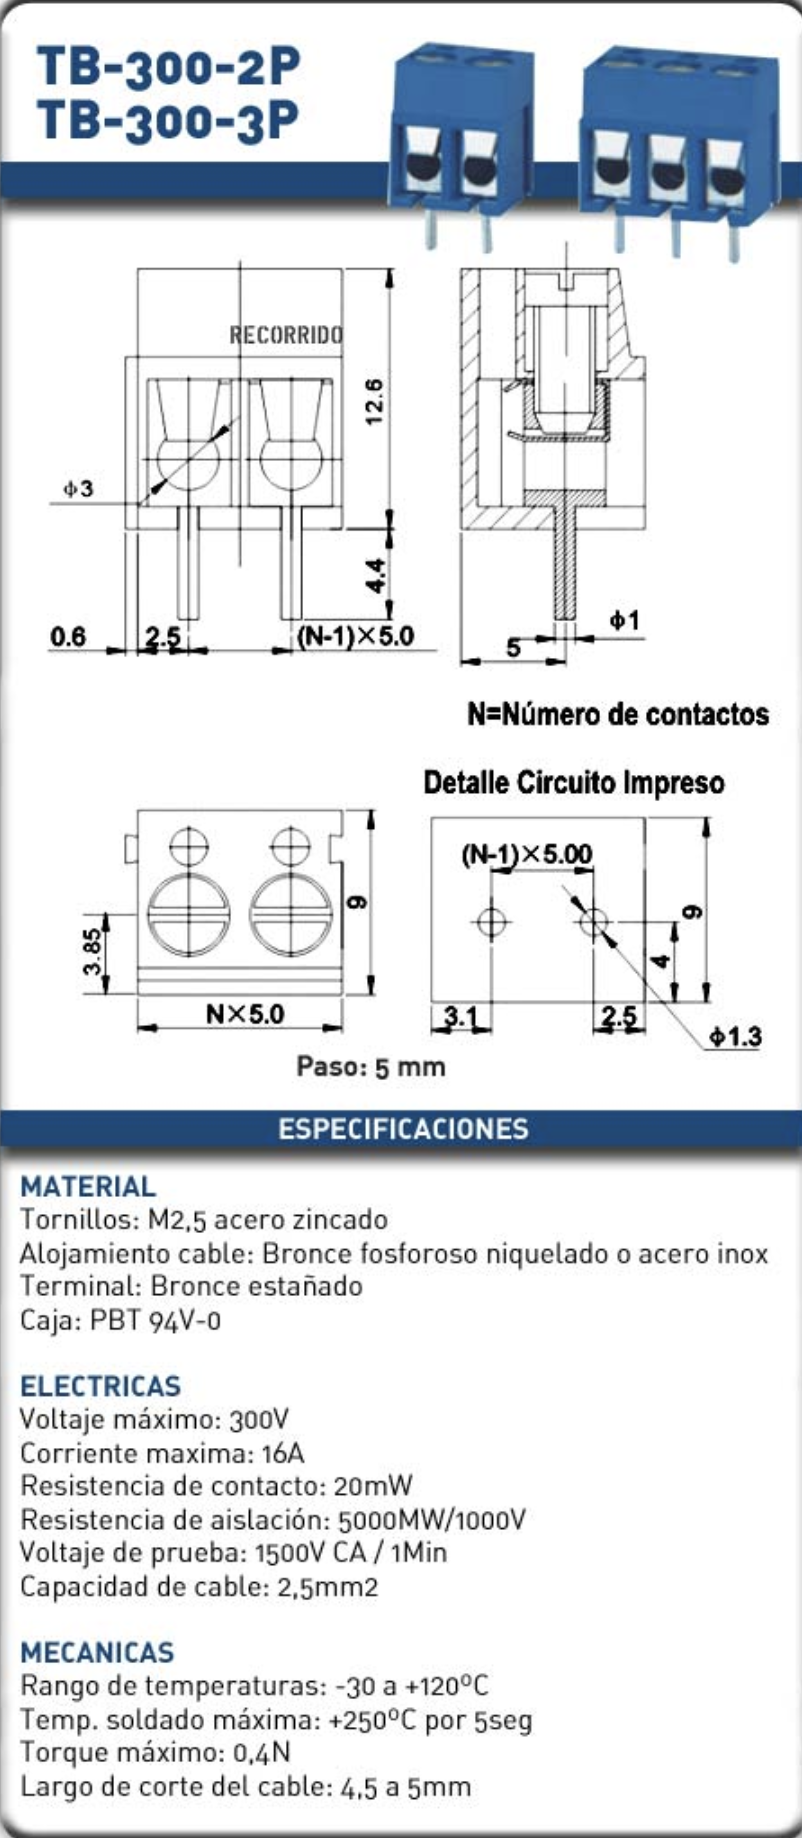 TB-300-2P
TB-300-3P
RECORRIDO
12.6
ϕ3
4.4
0.6
2.5
(N-1)×5.0
ϕ1
5
N=Número de contactos
Detalle Circuito Impreso
(N-1)×5.00
9
9
3.85
4
N×5.0
3.1
2.5
ϕ1.3
Paso: 5 mm
ESPECIFICACIONES
MATERIAL
Tornillos: M2,5 acero zincado
Alojamiento cable: Bronce fosforoso niquelado o acero inox
Terminal: Bronce estañado
Caja: PBT 94V-0
ELECTRICAS
Voltaje máximo: 300V
Corriente maxima: 16A
Resistencia de contacto: 20mW
Resistencia de aislación: 5000MW/1000V
Voltaje de prueba: 1500V CA / 1Min
Capacidad de cable: 2,5mm2
MECANICAS
Rango de temperaturas: -30 a +120ºC
Temp. soldado máxima: +250ºC por 5seg
Torque máximo: 0,4N
Largo de corte del cable: 4,5 a 5mm